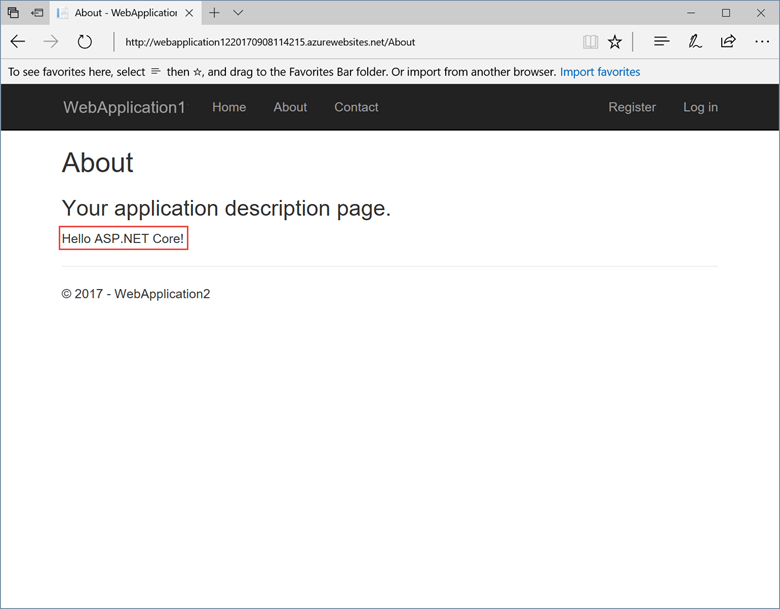 About - WebApplication
http://webapplication1220170908114215.azurewebsites.net/About
To see favorites here, select then ☆, and drag to the Favorites Bar folder. Or import from another browser. Import favorites
WebApplication1 Home About Contact Register Log in
About
Your application description page.
Hello ASP.NET Core!
© 2017 - WebApplication2